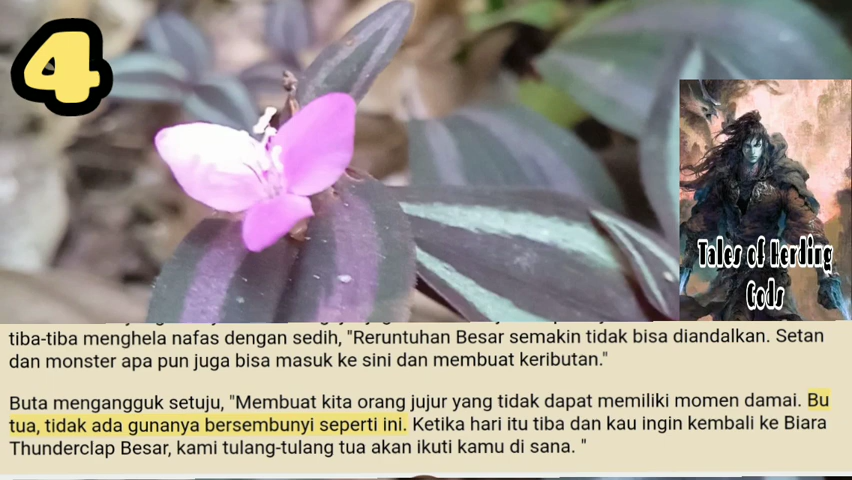 4
Tales of Herding
Gods
tiba-tiba menghela nafas dengan sedih, "Reruntuhan Besar semakin tidak bisa diandalkan. Setan
dan monster apa pun juga bisa masuk ke sini dan membuat keributan."
Buta mengangguk setuju, "Membuat kita orang jujur yang tidak dapat memiliki momen damai. Bu
tua, tidak ada gunanya bersembunyi seperti ini. Ketika hari itu tiba dan kau ingin kembali ke Biara
Thunderclap Besar, kami tulang-tulang tua akan ikuti kamu di sana. "